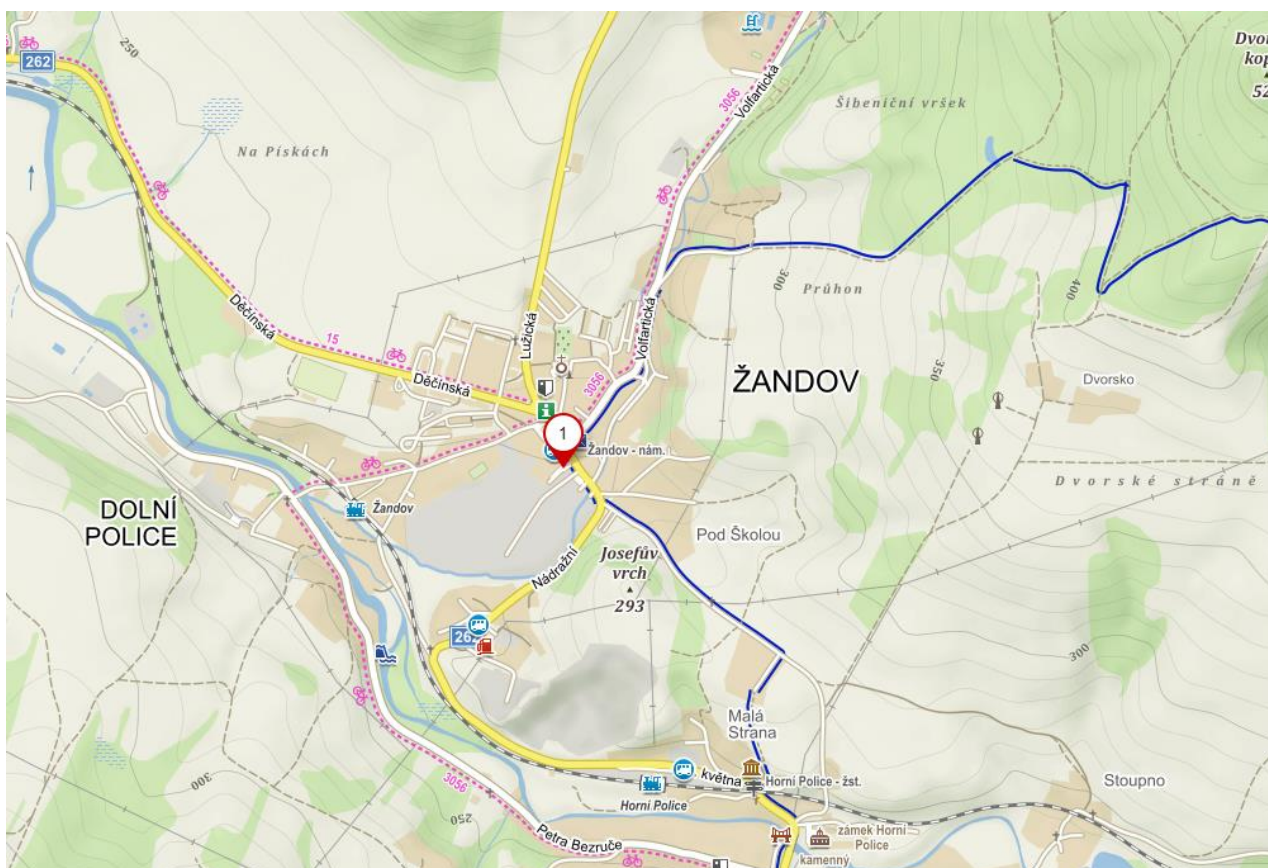 250
262
3056
Volfartická
Dvor
kop
52
Šibeniční vršek
Na Pískách
300
Průhon
400
Děčínská
15
Lužická
Volfartická
350
Děčínská
3056
ŽANDOV
Dvorsko
i
1
Žandov - nám.
Dvorské stráně
DOLNÍ
POLICE
Žandov
Pod Školou
Josefův
vrch
293
Nádražní
262
300
Malá
Strana
května
Horní Police - žst.
Horní Police
Stoupno
300
3056
250
Petra Bezruče
zámek Horní
Police
kamenný